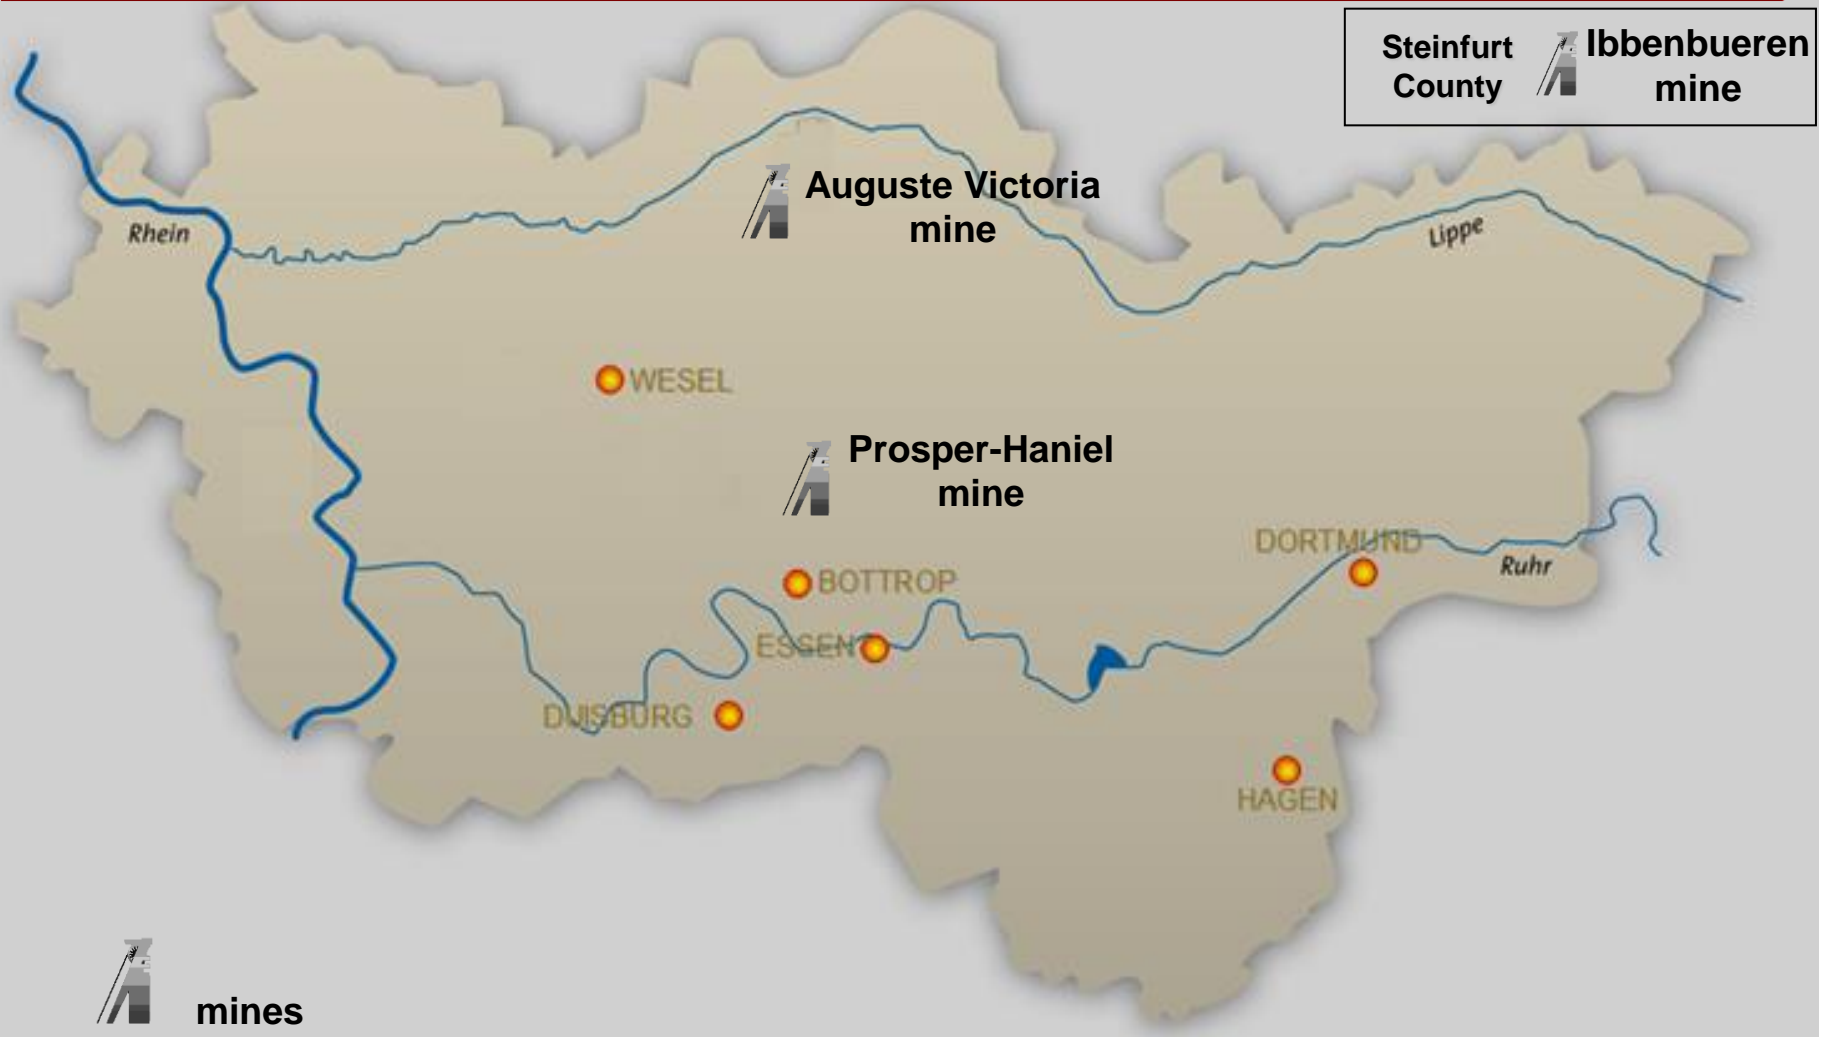 Steinfurt
County
Ibbenbueren
mine
Auguste Victoria
mine
Rhein
Lippe
WESEL
Prosper-Haniel
mine
DORTMUND
Ruhr
BOTTROP
ESSEN
DUISBURG
HAGEN
mines